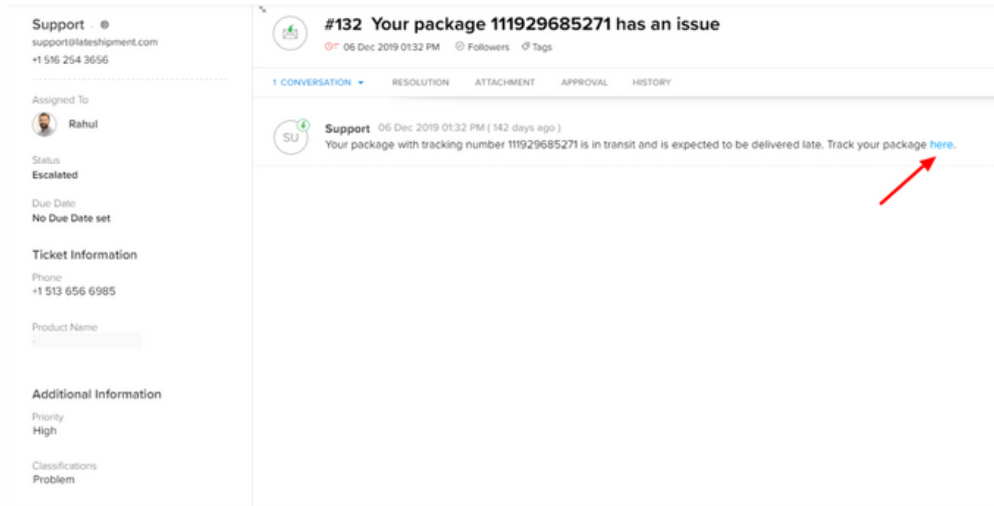 Support
support@lateshipment.com
+1 516 254 3656
Assigned To
Rahul
Status
Escalated
Due Date
No Due Date set
Ticket Information
Phone
+1 513 656 6985
Product Name
-
Additional Information
Priority
High
Classifications
Problem
#132 Your package 111929685271 has an issue
06 Dec 2019 01:32 PM Followers Tags
1 CONVERSATION RESOLUTION ATTACHMENT APPROVAL HISTORY
SU
Support 06 Dec 2019 01:32 PM ( 142 days ago )
Your package with tracking number 111929685271 is in transit and is expected to be delivered late. Track your package here.